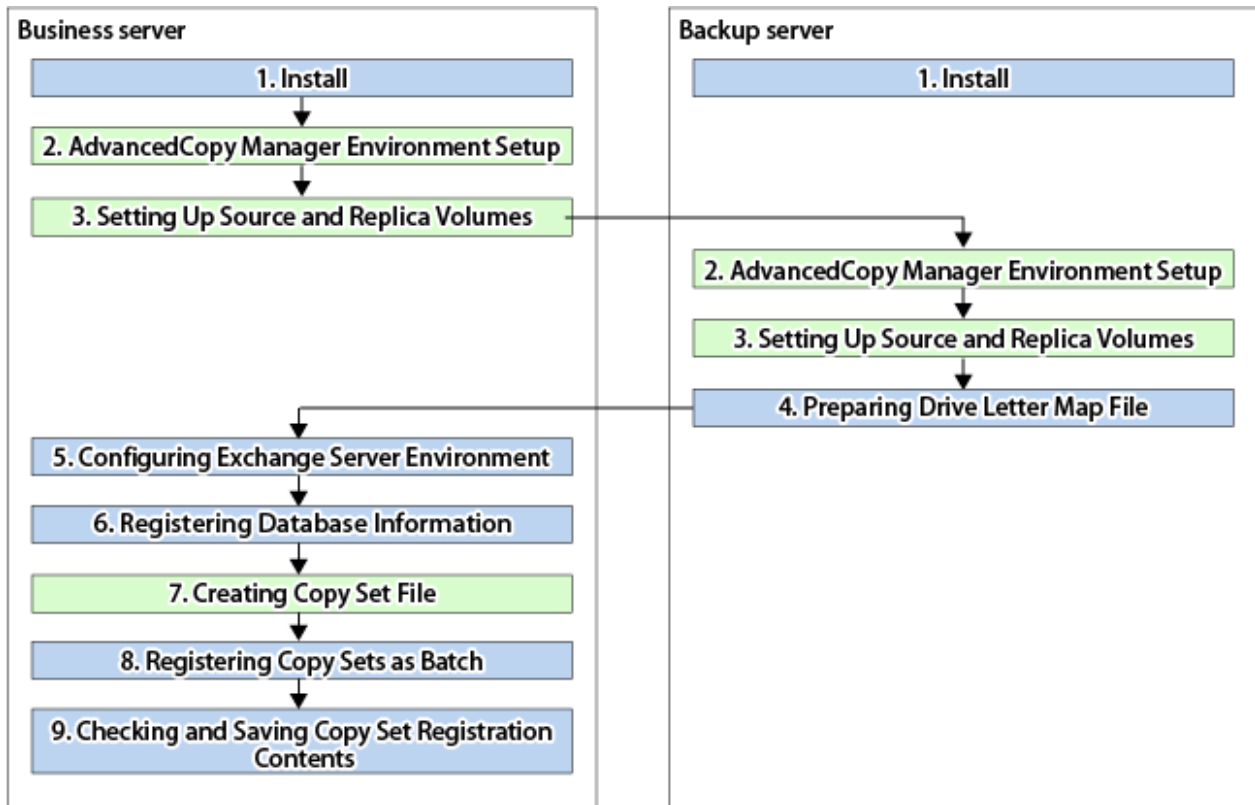 Business server
1. Install
2. AdvancedCopy Manager Environment Setup
3. Setting Up Source and Replica Volumes
5. Configuring Exchange Server Environment
6. Registering Database Information
7. Creating Copy Set File
8. Registering Copy Sets as Batch
9. Checking and Saving Copy Set Registration
Contents
Backup server
1. Install
2. AdvancedCopy Manager Environment Setup
3. Setting Up Source and Replica Volumes
4. Preparing Drive Letter Map File